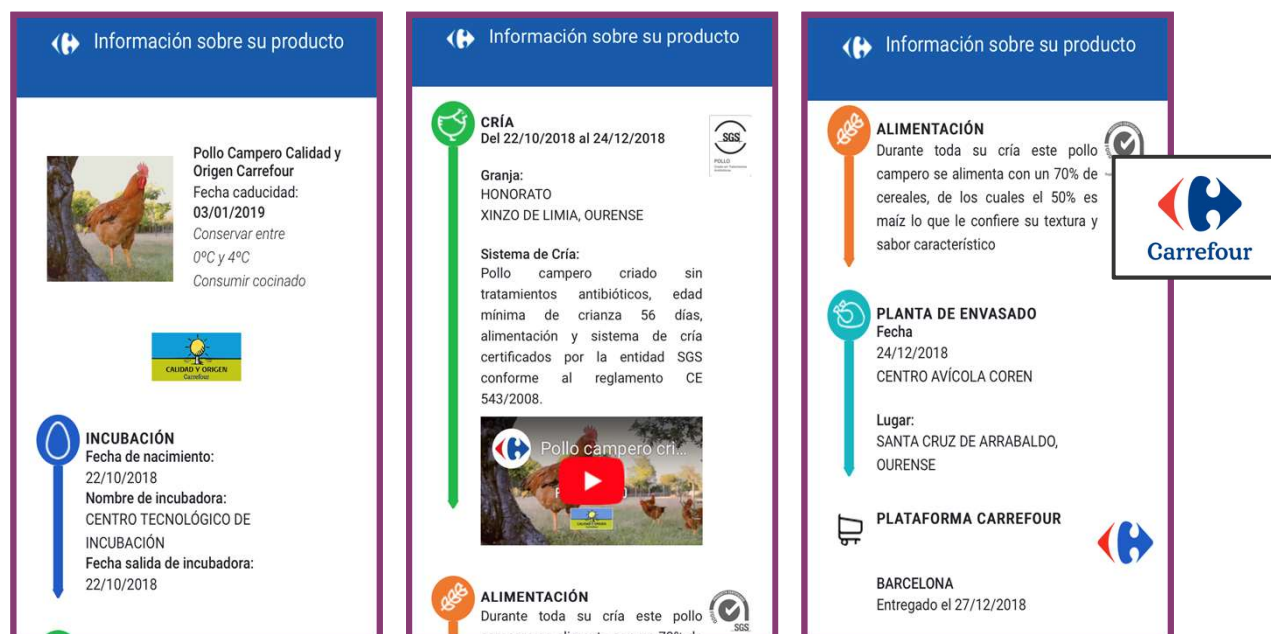 Información sobre su producto
Pollo Campero Calidad y
Origen Carrefour
Fecha caducidad:
03/01/2019
Conservar entre
0ºC y 4ºC
Consumir cocinado
CALIDAD Y ORIGEN
Carrefour
INCUBACIÓN
Fecha de nacimiento:
22/10/2018
Nombre de incubadora:
CENTRO TECNOLÓGICO DE
INCUBACIÓN
Fecha salida de incubadora:
22/10/2018
Información sobre su producto
CRÍA
Del 22/10/2018 al 24/12/2018
SGS
POLLO
Granja:
HONORATO
XINZO DE LIMIA, OURENSE
Sistema de Cría:
Pollo campero criado sin
tratamientos antibióticos, edad
mínima de crianza 56 días,
alimentación y sistema de cría
certificados por la entidad SGS
conforme al reglamento CE
543/2008.
Pollo campero cri...
CALIDAD Y ORIGEN
ALIMENTACIÓN
Durante toda su cría este pollo
SGS
Información sobre su producto
ALIMENTACIÓN
Durante toda su cría este pollo
campero se alimenta con un 70% de
cereales, de los cuales el 50% es
maíz lo que le confiere su textura y
sabor característico
Carrefour
PLANTA DE ENVASADO
Fecha
24/12/2018
CENTRO AVÍCOLA COREN
Lugar:
SANTA CRUZ DE ARRABALDO,
OURENSE
PLATAFORMA CARREFOUR
BARCELONA
Entregado el 27/12/2018